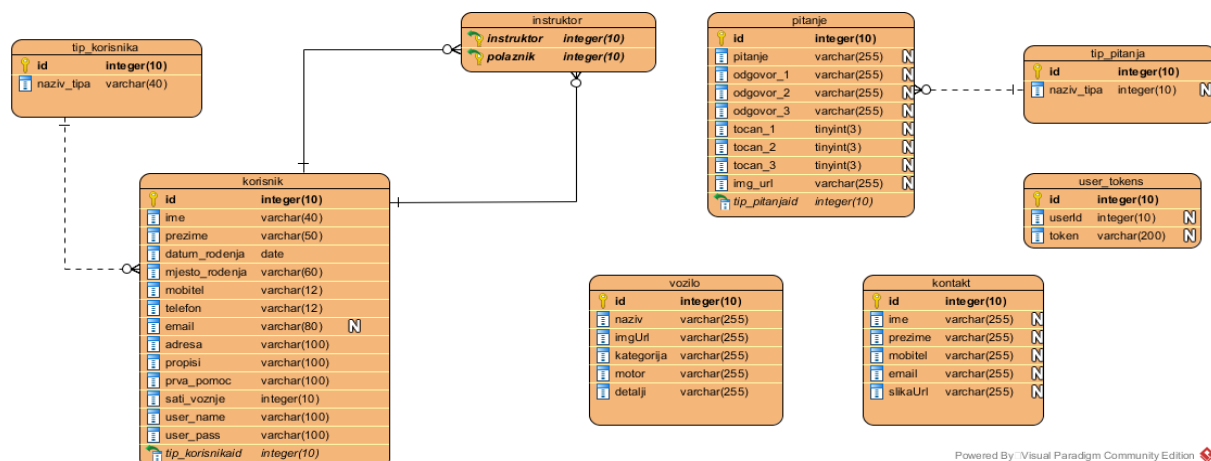 tip_korisnika
id integer(10)
naziv_tipa varchar(40)
instruktor
instruktor integer(10)
polaznik integer(10)
pitanje
id integer(10)
pitanje varchar(255) N
odgovor_1 varchar(255) N
odgovor_2 varchar(255) N
odgovor_3 varchar(255) N
tocan_1 tinyint(3) N
tocan_2 tinyint(3) N
tocan_3 tinyint(3) N
img_url varchar(255) N
tip_pitanjaid integer(10)
tip_pitanja
id integer(10)
naziv_tipa integer(10) N
korisnik
id integer(10)
ime varchar(40)
prezime varchar(50)
datum_rodenja date
mjesto_rodenja varchar(60)
mobitel varchar(12)
telefon varchar(12)
email varchar(80) N
adresa varchar(100)
propisi varchar(100)
prva_pomoc varchar(100)
sati_voznje integer(10)
user_name varchar(100)
user_pass varchar(100)
tip_korisnikaid integer(10)
user_tokens
id integer(10)
userId integer(10) N
token varchar(200) N
vozilo
id integer(10)
naziv varchar(255)
imgUrl varchar(255)
kategorija varchar(255)
motor varchar(255)
detalji varchar(255)
kontakt
id integer(10)
ime varchar(255) N
prezime varchar(255) N
mobitel varchar(255) N
email varchar(255) N
slikaUrl varchar(255) N
Powered By Visual Paradigm Community Edition